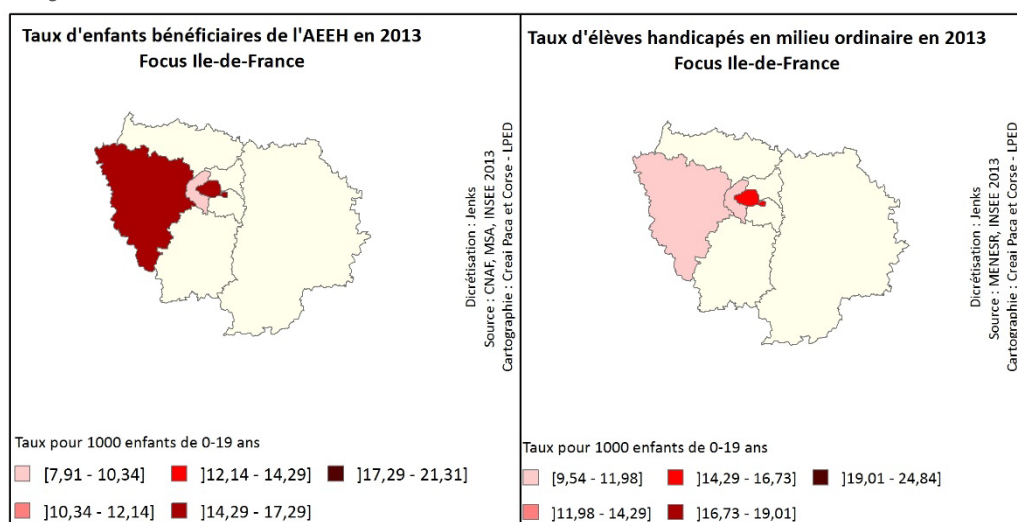 Taux d'enfants bénéficiaires de l'AEEH en 2013
Focus Ile-de-France
Dicrétisation : Jenks
Source : CNAF, MSA, INSEE 2013
Cartographie : Creai Paca et Corse - LPED
Taux pour 1000 enfants de 0-19 ans
[7,91 - 10,34]
]12,14 - 14,29]
]17,29 - 21,31]
]10,34 - 12,14]
]14,29 - 17,29]
Taux d'élèves handicapés en milieu ordinaire en 2013
Focus Ile-de-France
Dicrétisation : Jenks
Source : MENESR, INSEE 2013
Cartographie : Creai Paca et Corse - LPED
Taux pour 1000 enfants de 0-19 ans
[9,54 - 11,98]
]14,29 - 16,73]
]19,01 - 24,84]
]11,98 - 14,29]
]16,73 - 19,01]